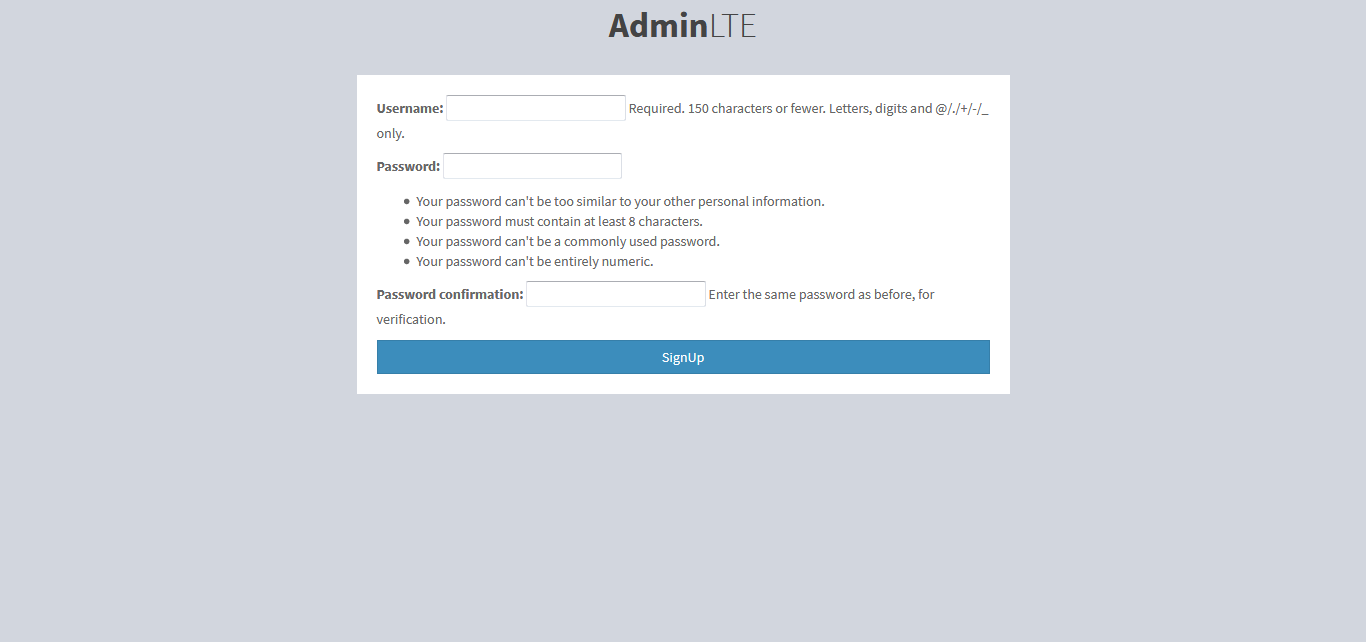 AdminLTE
Username: Required. 150 characters or fewer. Letters, digits and @/./+/-/_
only.
Password:
Your password can't be too similar to your other personal information.
Your password must contain at least 8 characters.
Your password can't be a commonly used password.
Your password can't be entirely numeric.
Password confirmation: Enter the same password as before, for
verification.
SignUp